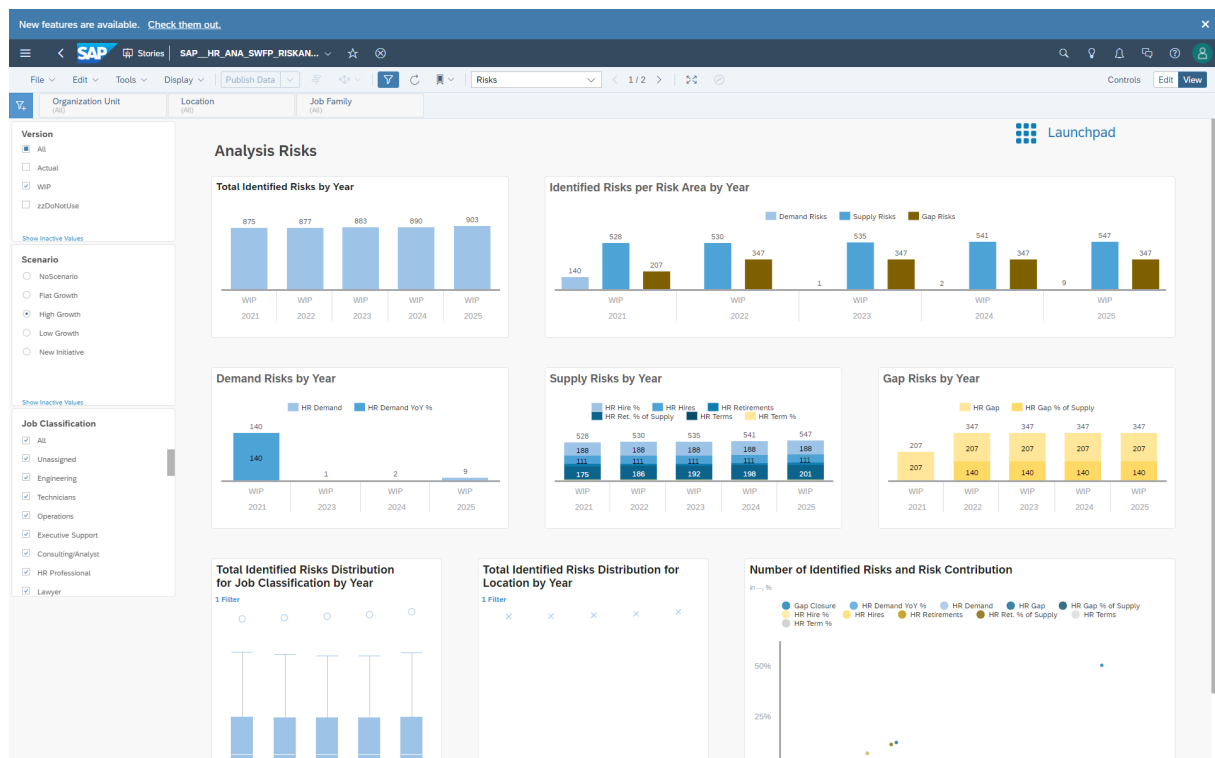 New features are available. Check them out.
SAP Stories SAP__HR_ANA_SWFP_RISKAN...
File Edit Tools Display Publish Data Risks 1 / 2 Controls Edit View
Organization Unit Location Job Family
(All) (All) (All)
Launchpad
Version
All
Actual
WIP
zzDoNotUse
Show Inactive Values
Scenario
NoScenario
Flat Growth
High Growth
Low Growth
New Initiative
Show Inactive Values
Job Classification
All
Unassigned
Engineering
Technicians
Operations
Executive Support
Consulting/Analyst
HR Professional
Lawyer
Analysis Risks
Total Identified Risks by Year
875 877 883 890 903
WIP WIP WIP WIP WIP
2021 2022 2023 2024 2025
Identified Risks per Risk Area by Year
Demand Risks Supply Risks Gap Risks
140 528 207 530 347 1 535 347 2 541 347 9 547 347
WIP WIP WIP WIP WIP
2021 2022 2023 2024 2025
Demand Risks by Year
HR Demand HR Demand YoY %
140 1 2 9
140
WIP WIP WIP WIP
2021 2023 2024 2025
Supply Risks by Year
HR Hire % HR Hires HR Retirements
HR Ret. % of Supply HR Terms HR Term %
528 530 535 541 547
188 188 188 188 188
111 111 111 111 111
175 186 192 198 201
WIP WIP WIP WIP WIP
2021 2022 2023 2024 2025
Gap Risks by Year
HR Gap HR Gap % of Supply
207 347 347 347 347
207 207 207 207 207
140 140 140 140
WIP WIP WIP WIP WIP
2021 2022 2023 2024 2025
Total Identified Risks Distribution
for Job Classification by Year
1 Filter
Total Identified Risks Distribution for
Location by Year
1 Filter
Number of Identified Risks and Risk Contribution
in --, %
Gap Closure HR Demand YoY % HR Demand HR Gap HR Gap % of Supply
HR Hire % HR Hires HR Retirements HR Ret. % of Supply HR Terms
HR Term %
50%
25%